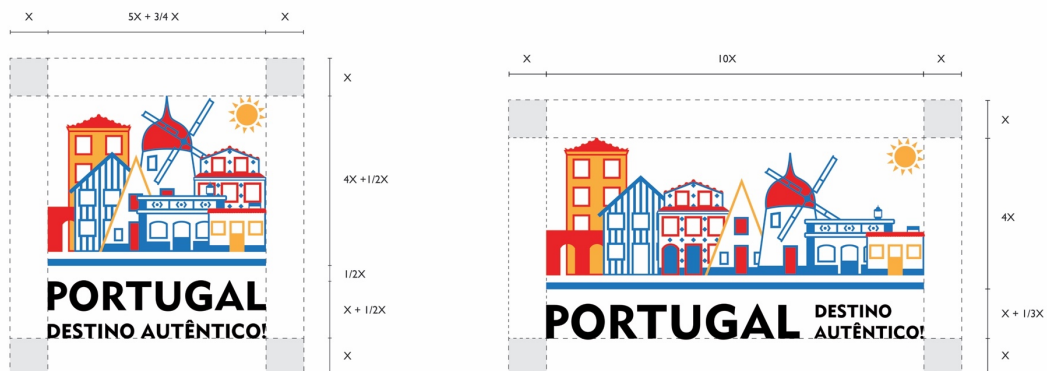 X 5X + 3/4 X X
X
4X +1/2X
1/2X
X + 1/2X
X
PORTUGAL
DESTINO AUTÊNTICO!
X 10X X
X
4X
X + 1/3X
X
PORTUGAL
DESTINO
AUTÊNTICO!